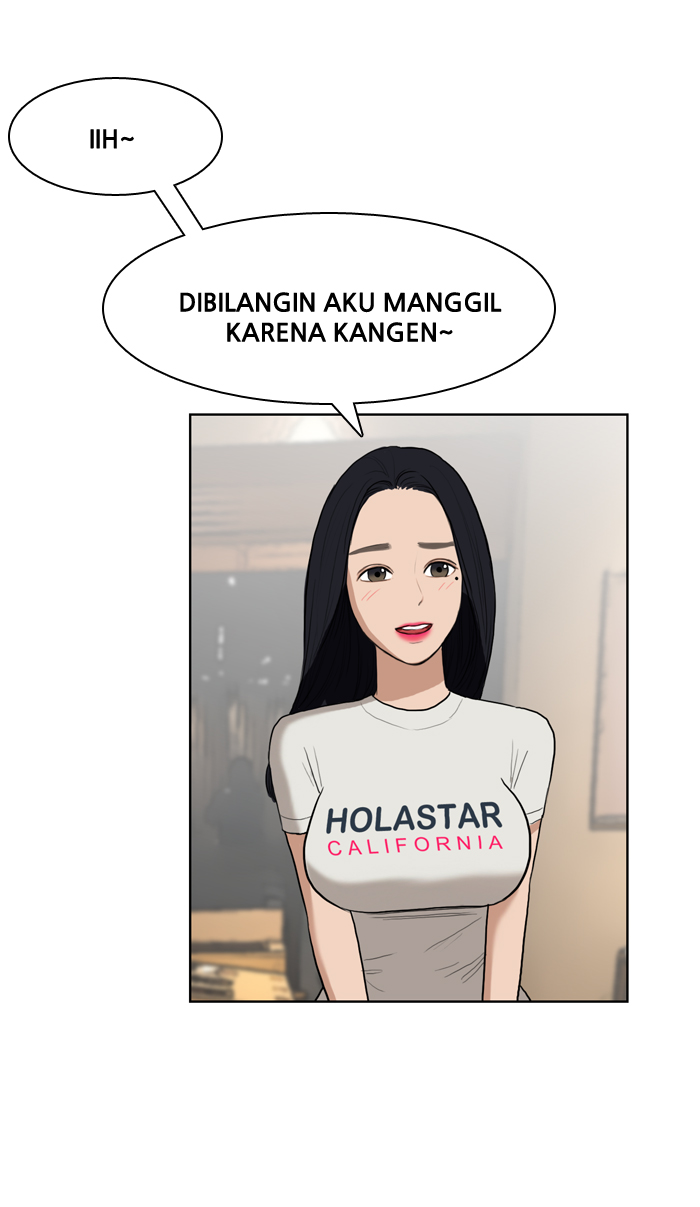 IIH~
DIBILANGIN AKU MANGGIL
KARENA KANGEN~
HOLASTAR
CALIFORNIA